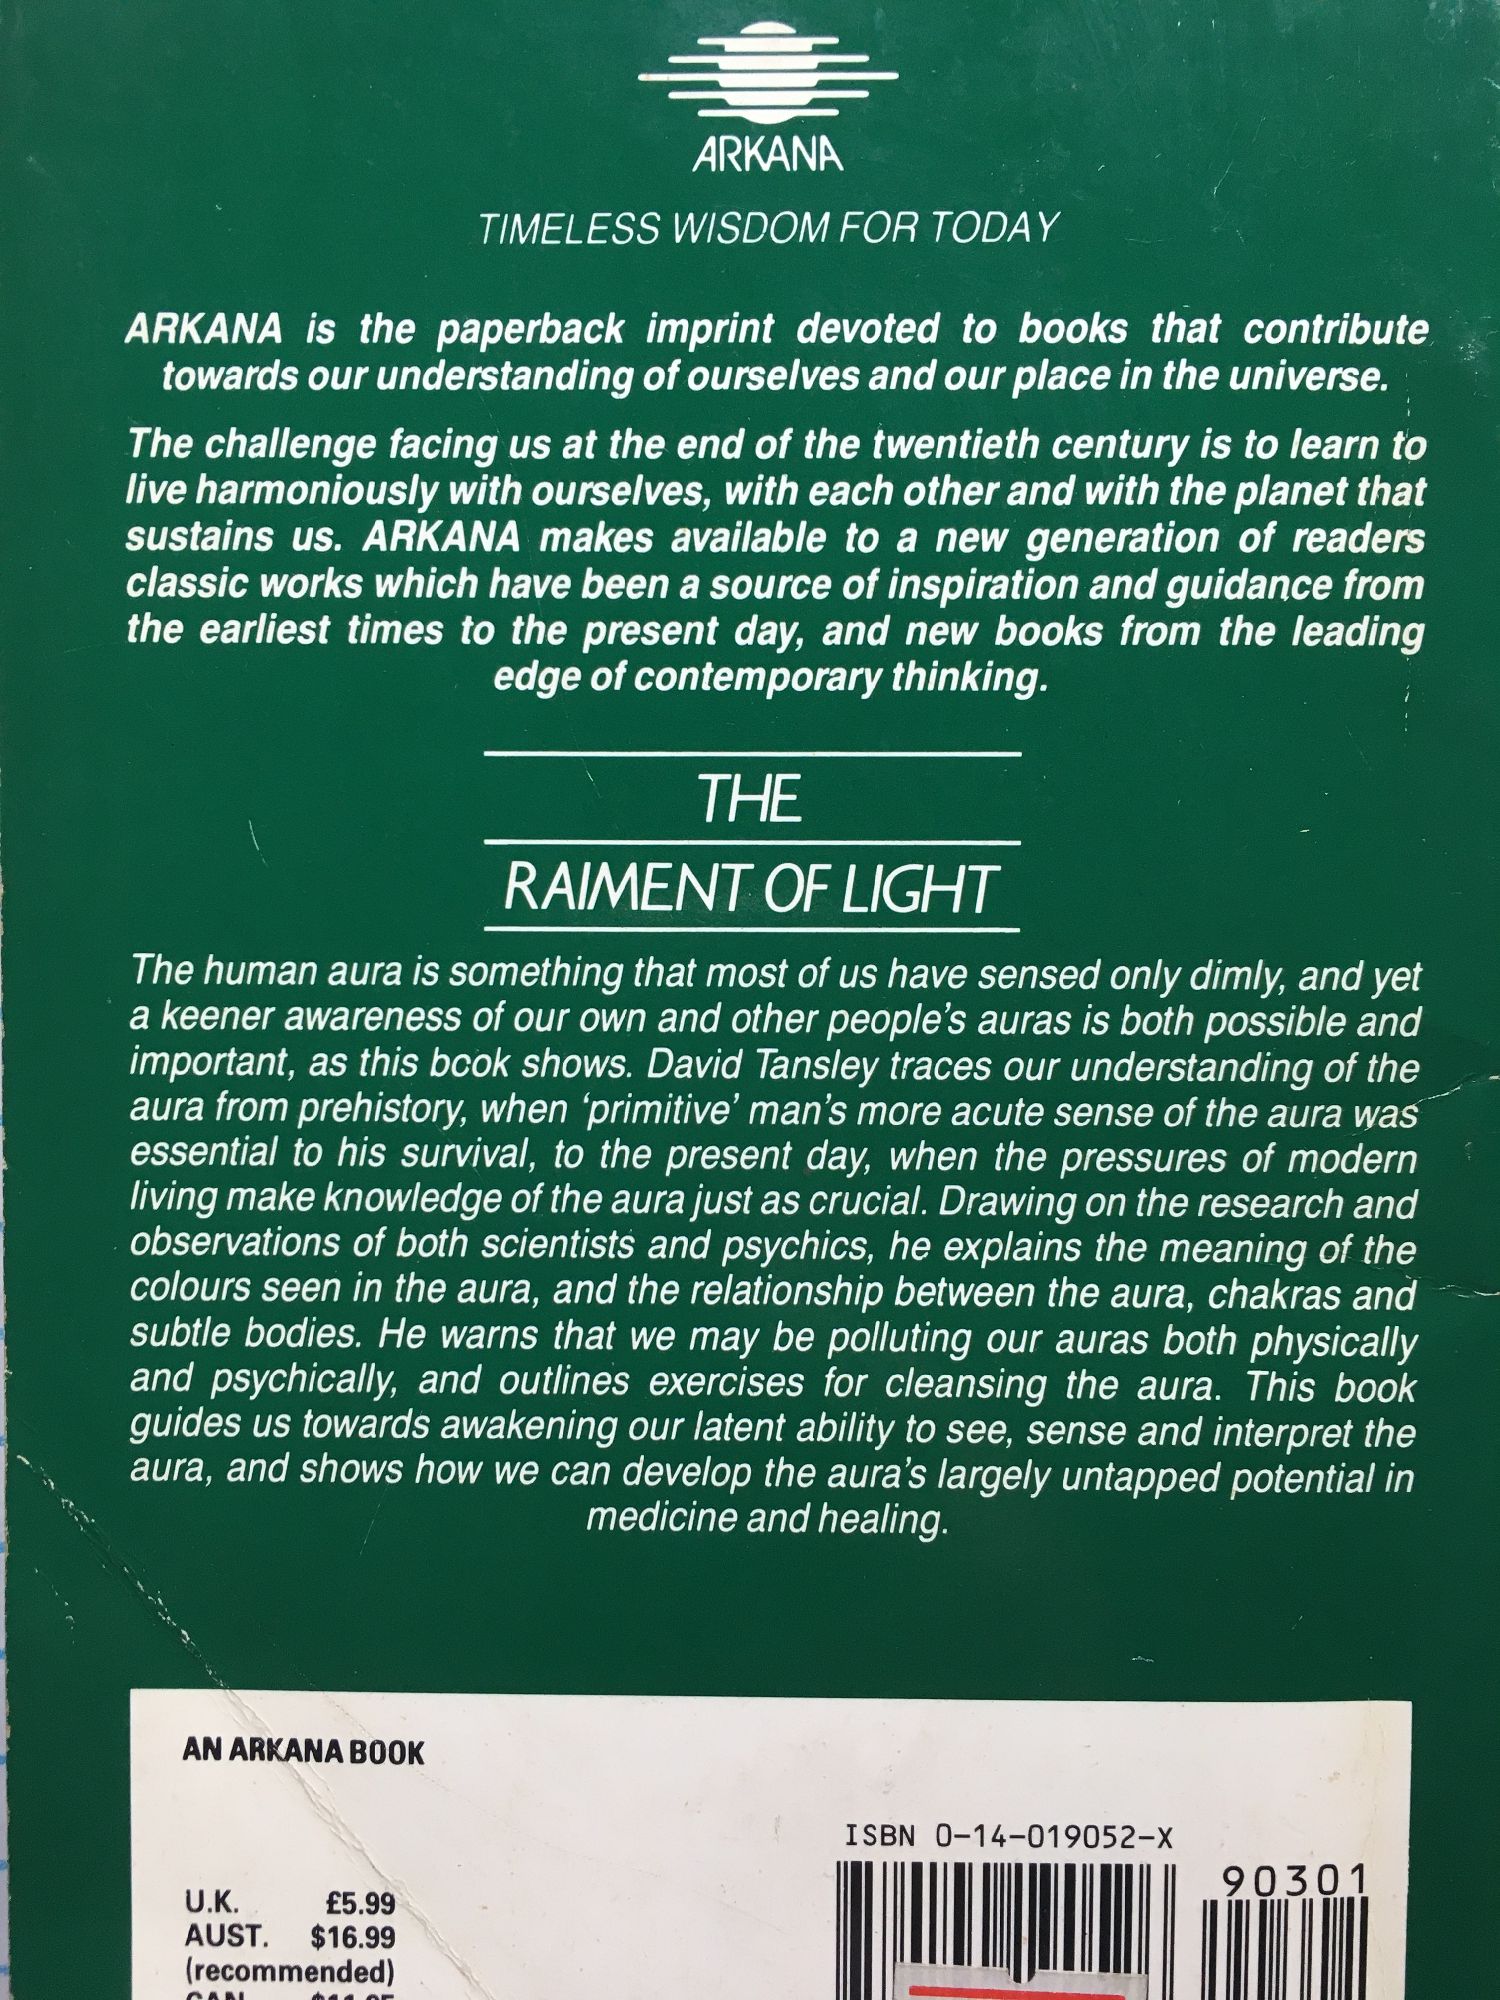 ARKANA
TIMELESS WISDOM FOR TODAY
ARKANA is the paperback imprint devoted to books that contribute
towards our understanding of ourselves and our place in the universe.
The challenge facing us at the end of the twentieth century is to learn to
live harmoniously with ourselves, with each other and with the planet that
sustains us. ARKANA makes available to a new generation of readers
classic works which have been a source of inspiration and guidance from
the earliest times to the present day, and new books from the leading
edge of contemporary thinking.
THE
RAIMENT OF LIGHT
The human aura is something that most of us have sensed only dimly, and yet
a keener awareness of our own and other people's auras is both possible and
important, as this book shows. David Tansley traces our understanding of the
aura from prehistory, when ‘primitive’ man's more acute sense of the aura was
essential to his survival, to the present day, when the pressures of modern
living make knowledge of the aura just as crucial. Drawing on the research and
observations of both scientists and psychics, he explains the meaning of the
colours seen in the aura, and the relationship between the aura, chakras and
subtle bodies. He warns that we may be polluting our auras both physically
and psychically, and outlines exercises for cleansing the aura. This book
guides us towards awakening our latent ability to see, sense and interpret the
aura, and shows how we can develop the aura's largely untapped potential in
medicine and healing.
AN ARKANA BOOK
ISBN 0-14-019052-X
90301
U.K. £5.99
AUST. $16.99
(recommended)